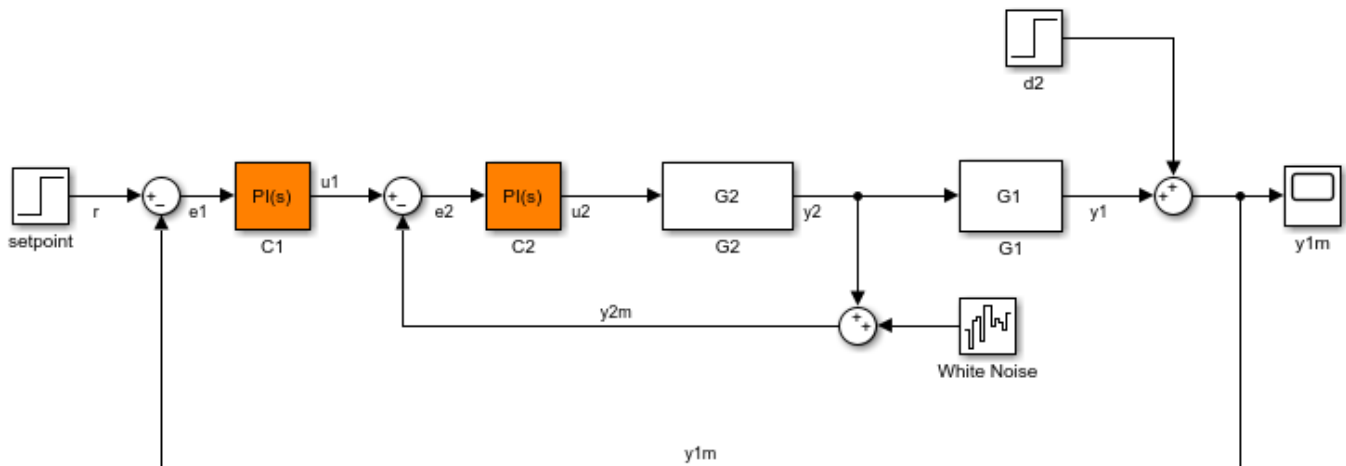 d2
PI(s)
u1
PI(s)
G2
G1
r
e1
e2
u2
y2
y1
setpoint
C1
C2
G2
G1
y1m
y2m
White Noise
y1m